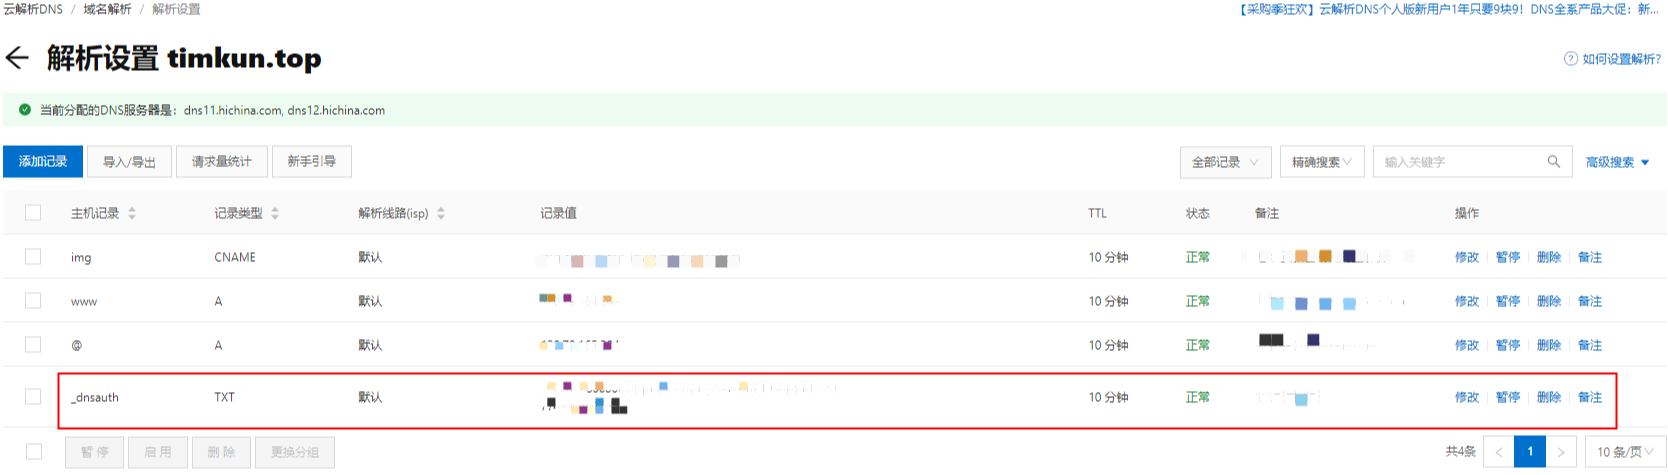 云解析DNS / 域名解析 / 解析设置
【采购季狂欢】云解析DNS个人版新用户1年只要9块9！DNS全系产品大促：新...
← 解析设置 timkun.top
如何设置解析?
当前分配的DNS服务器是：dns11.hichina.com, dns12.hichina.com
添加记录 导入/导出 请求量统计 新手引导 全部记录 精确搜索 输入关键字 高级搜索
主机记录 记录类型 解析线路(isp) 记录值 TTL 状态 备注 操作
img CNAME 默认 10 分钟 正常 修改 暂停 删除 备注
www A 默认 10 分钟 正常 修改 暂停 删除 备注
@ A 默认 10 分钟 正常 修改 暂停 删除 备注
_dnsauth TXT 默认 10 分钟 正常 修改 暂停 删除 备注
暂停 启用 删除 更换分组 共4条 < 1 > 10 条/页